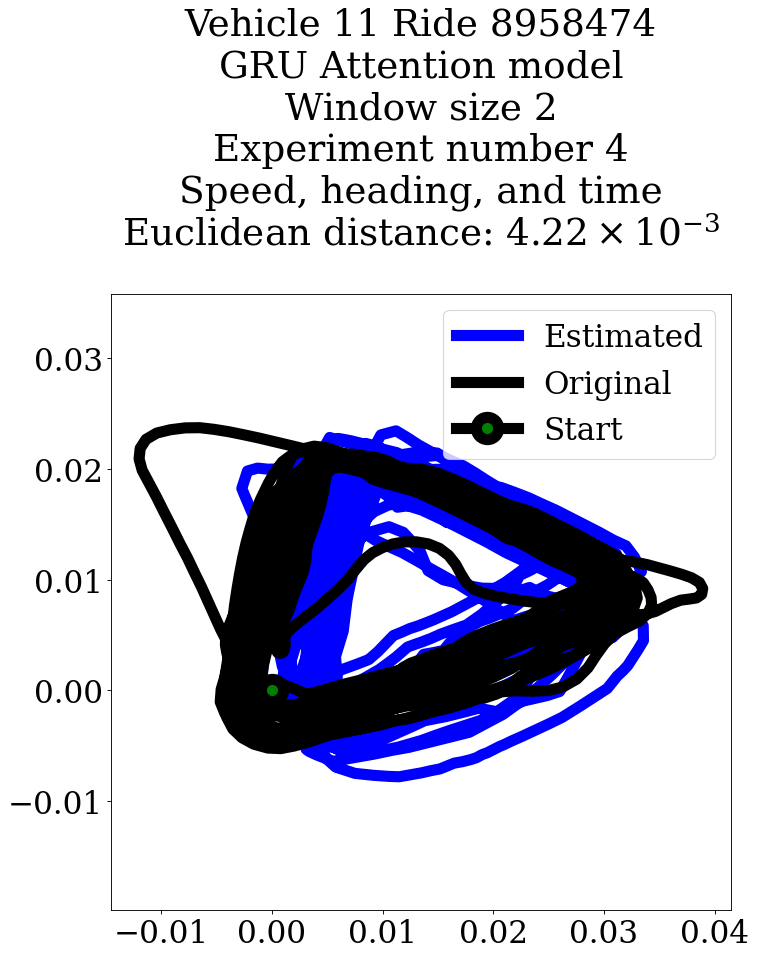 Vehicle 11 Ride 8958474
GRU Attention model
Window size 2
Experiment number 4
Speed, heading, and time
Euclidean distance: 4.22 × 10⁻³
Estimated
Original
Start
0.03
0.02
0.01
0.00
−0.01
−0.01 0.00 0.01 0.02 0.03 0.04